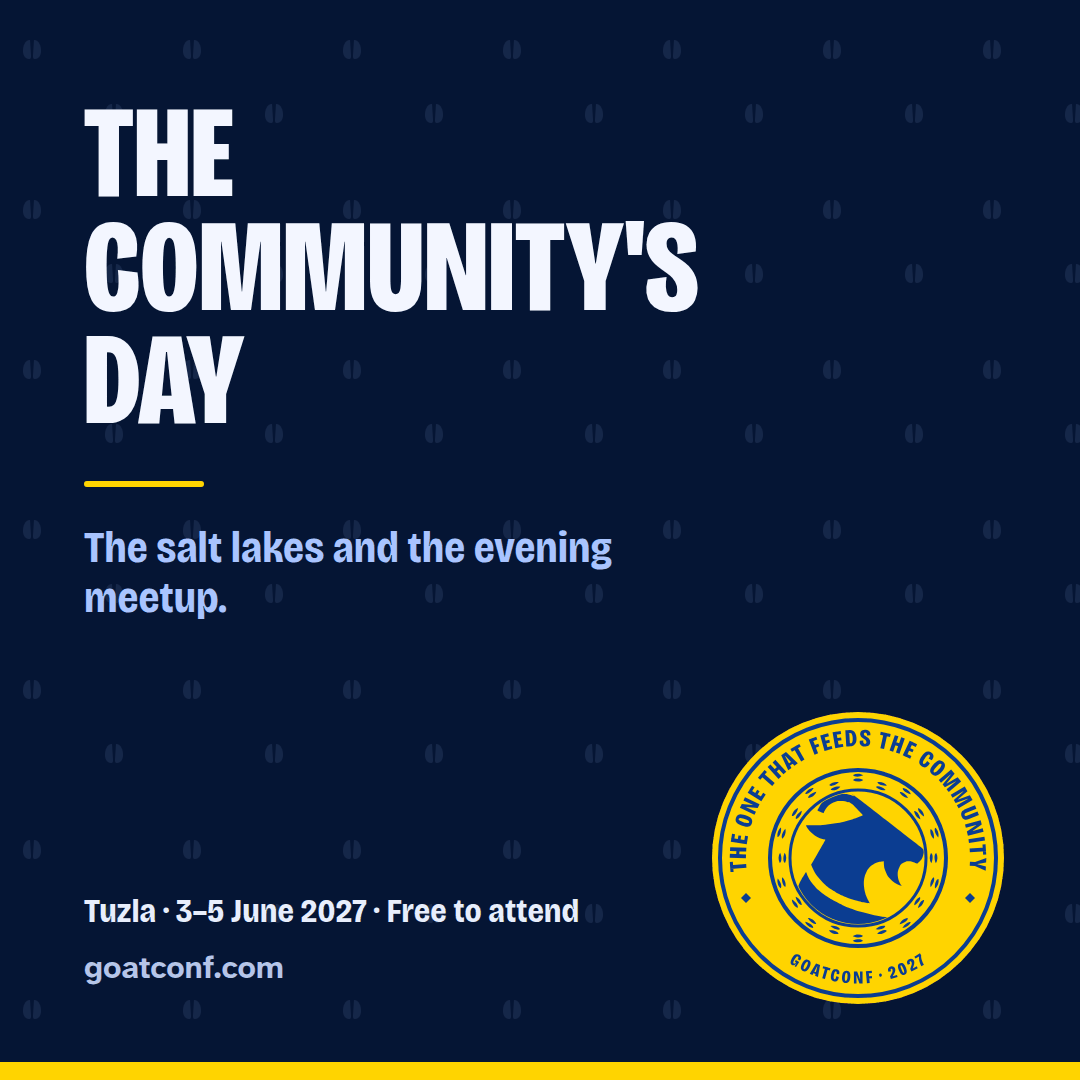 THE
COMMUNITY'S
DAY
The salt lakes and the evening
meetup.
THE ONE THAT FEEDS THE COMMUNITY
GOATCONF · 2027
Tuzla · 3–5 June 2027 · Free to attend
goatconf.com